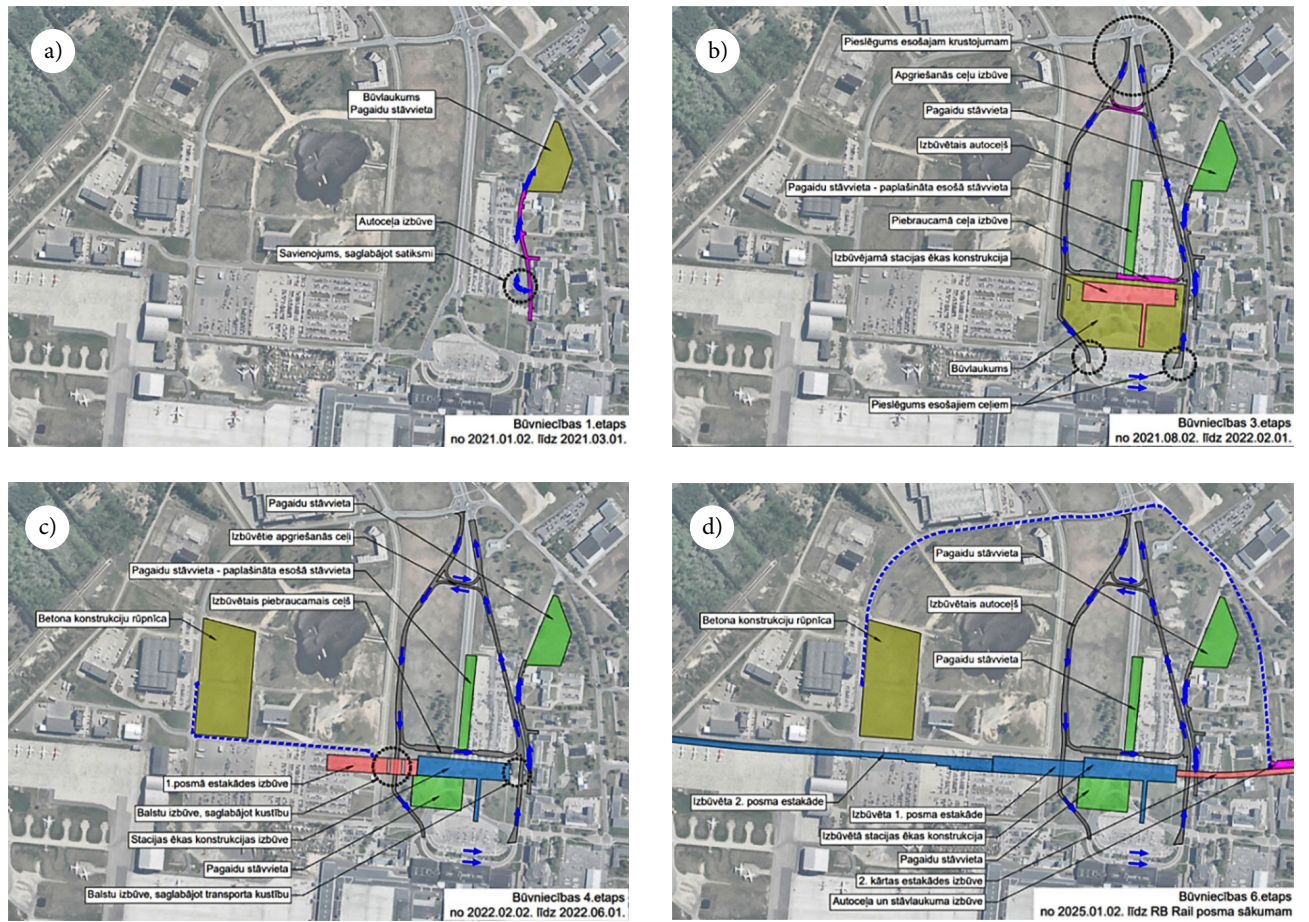 a)
Būvlaukums
Pagaidu stāvvieta
Autoceļa izbūve
Savienojums, saglabājot satiksmi
Būvniecības 1.etaps
no 2021.01.02. līdz 2021.03.01.
b)
Pieslēgums esošajam krustojumam
Apgriešanās ceļu izbūve
Pagaidu stāvvieta
Izbūvētais autoceļš
Pagaidu stāvvieta - paplašināta esošā stāvvieta
Piebraucamā ceļa izbūve
Izbūvējamā stacijas ēkas konstrukcija
Būvlaukums
Pieslēgums esošajiem ceļiem
Būvniecības 3.etaps
no 2021.08.02. līdz 2022.02.01.
c)
Pagaidu stāvvieta
Izbūvētie apgriešanās ceļi
Pagaidu stāvvieta - paplašināta esošā stāvvieta
Izbūvētais piebraucamais ceļš
Betona konstrukciju rūpnīca
1.posmā estakādes izbūve
Balstu izbūve, saglabājot kustību
Stacijas ēkas konstrukcijas izbūve
Pagaidu stāvvieta
Balstu izbūve, saglabājot transporta kustību
Būvniecības 4.etaps
no 2022.02.02. līdz 2022.06.01.
d)
Pagaidu stāvvieta
Izbūvētais autoceļš
Betona konstrukciju rūpnīca
Pagaidu stāvvieta
Izbūvēta 2. posma estakāde
Izbūvēta 1. posma estakāde
Izbūvētā stacijas ēkas konstrukcija
Pagaidu stāvvieta
2. kārtas estakādes izbūve
Autoceļa un stāvlaukuma izbūve
Būvniecības 6.etaps
no 2025.01.02. līdz RB Rail posma sākumam